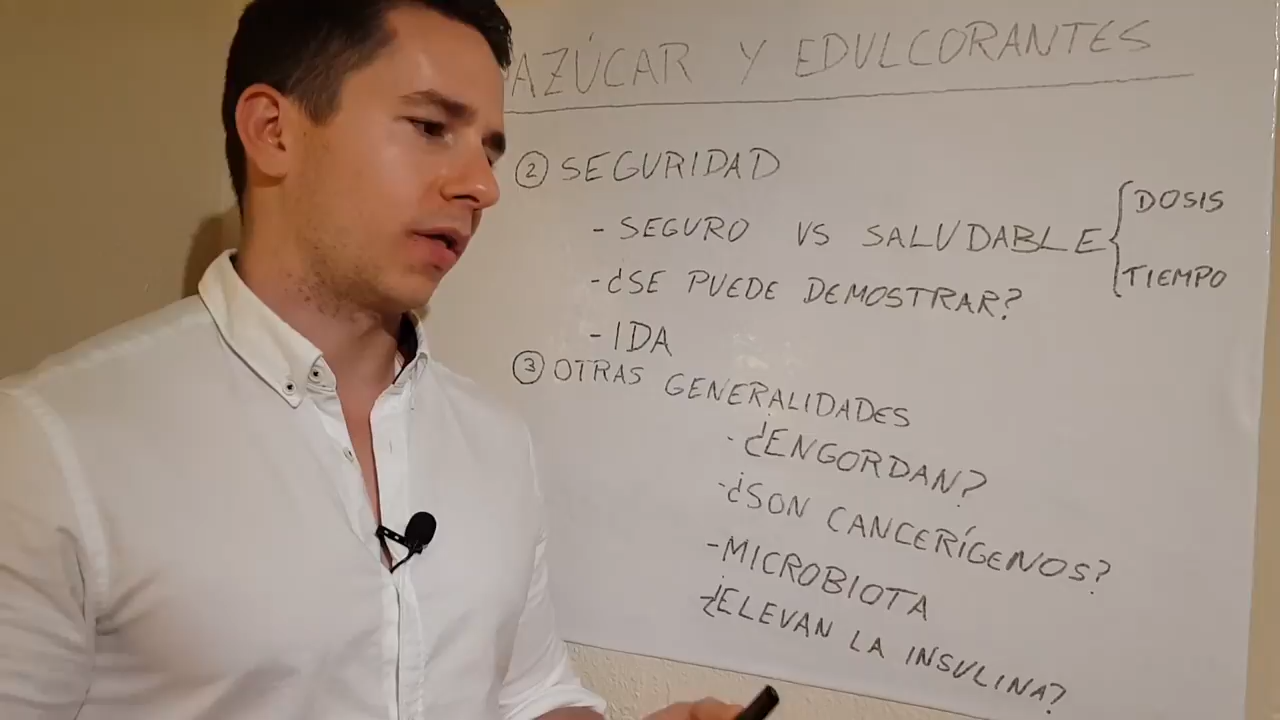 AZÚCAR Y EDULCORANTES
② SEGURIDAD
- SEGURO VS SALUDABLE { DOSIS
TIEMPO
- ¿SE PUEDE DEMOSTRAR?
- IDA
③ OTRAS GENERALIDADES
- ¿ENGORDAN?
- ¿SON CANCERÍGENOS?
- MICROBIOTA
- ¿ELEVAN LA INSULINA?